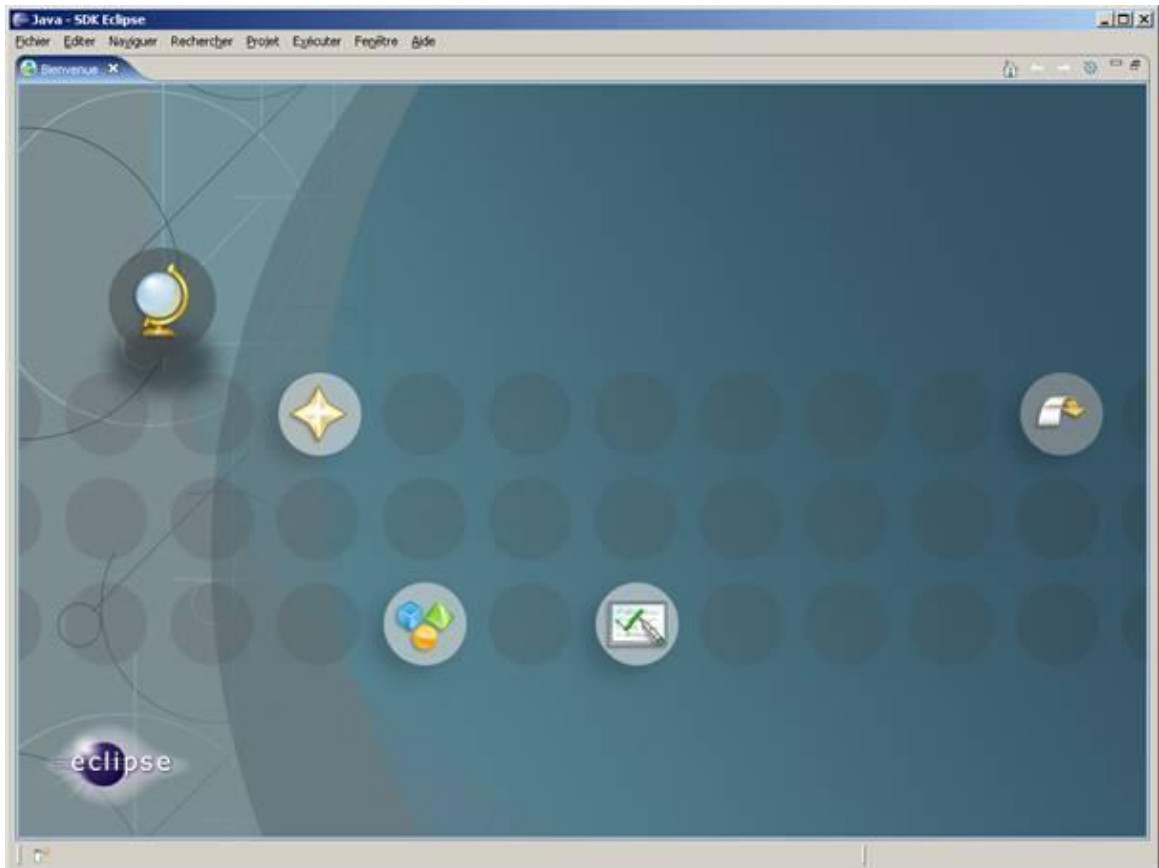 Java - SDK Eclipse
Fichier Editer Naviguer Rechercher Projet Exécuter Fenêtre Aide
Bienvenue
eclipse